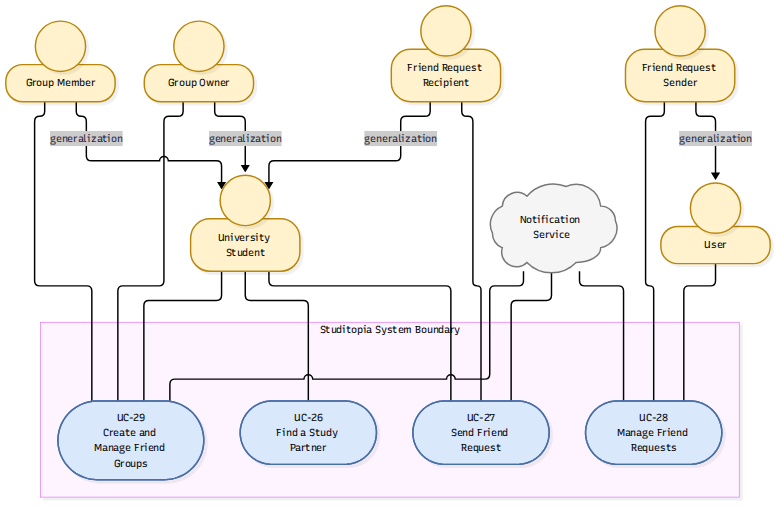 Group Member
Group Owner
Friend Request
Recipient
Friend Request
Sender
generalization
generalization
generalization
generalization
University
Student
Notification
Service
User
Studitopia System Boundary
UC-29
Create and
Manage Friend
Groups
UC-26
Find a Study
Partner
UC-27
Send Friend
Request
UC-28
Manage Friend
Requests